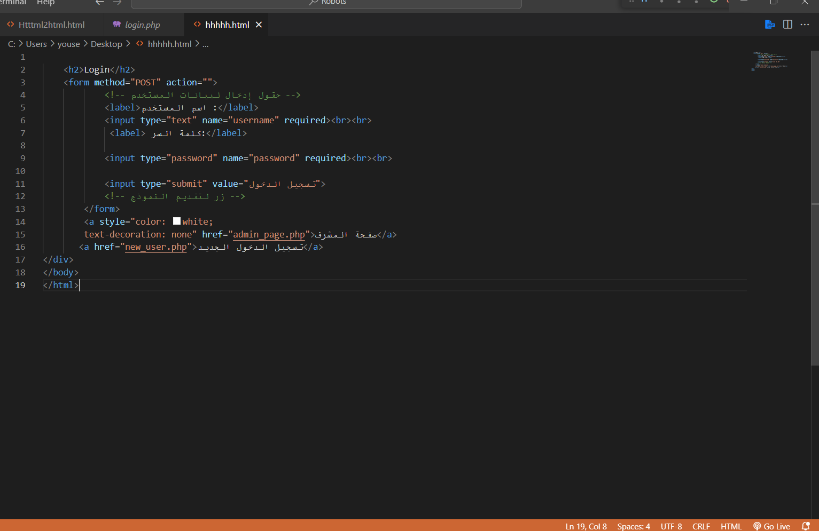 Help
Robots
Htttml2html.html
login.php
hhhhh.html
C: > Users > youse > Desktop > hhhhh.html > ...
1
2 <h2>Login</h2>
3 <form method="POST" action="">
4 <!-- حقول إدخال لبيانات المستخدم -->
5 <label>اسم المستخدم :</label>
6 <input type="text" name="username" required><br><br>
7 <label> كلمة السر:</label>
8
9 <input type="password" name="password" required><br><br>
10
11 <input type="submit" value="تسجيل الدخول">
12 <!-- زر لتقديم النموذج -->
13 </form>
14 <a style="color: white;
15 text-decoration: none" href="admin_page.php">صفحة المشرف</a>
16 <a href="new_user.php">تسجيل الدخول الجديد</a>
17 </div>
18 </body>
19 </html>
Ln 19, Col 8 Spaces: 4 UTF-8 CRLF HTML Go Live